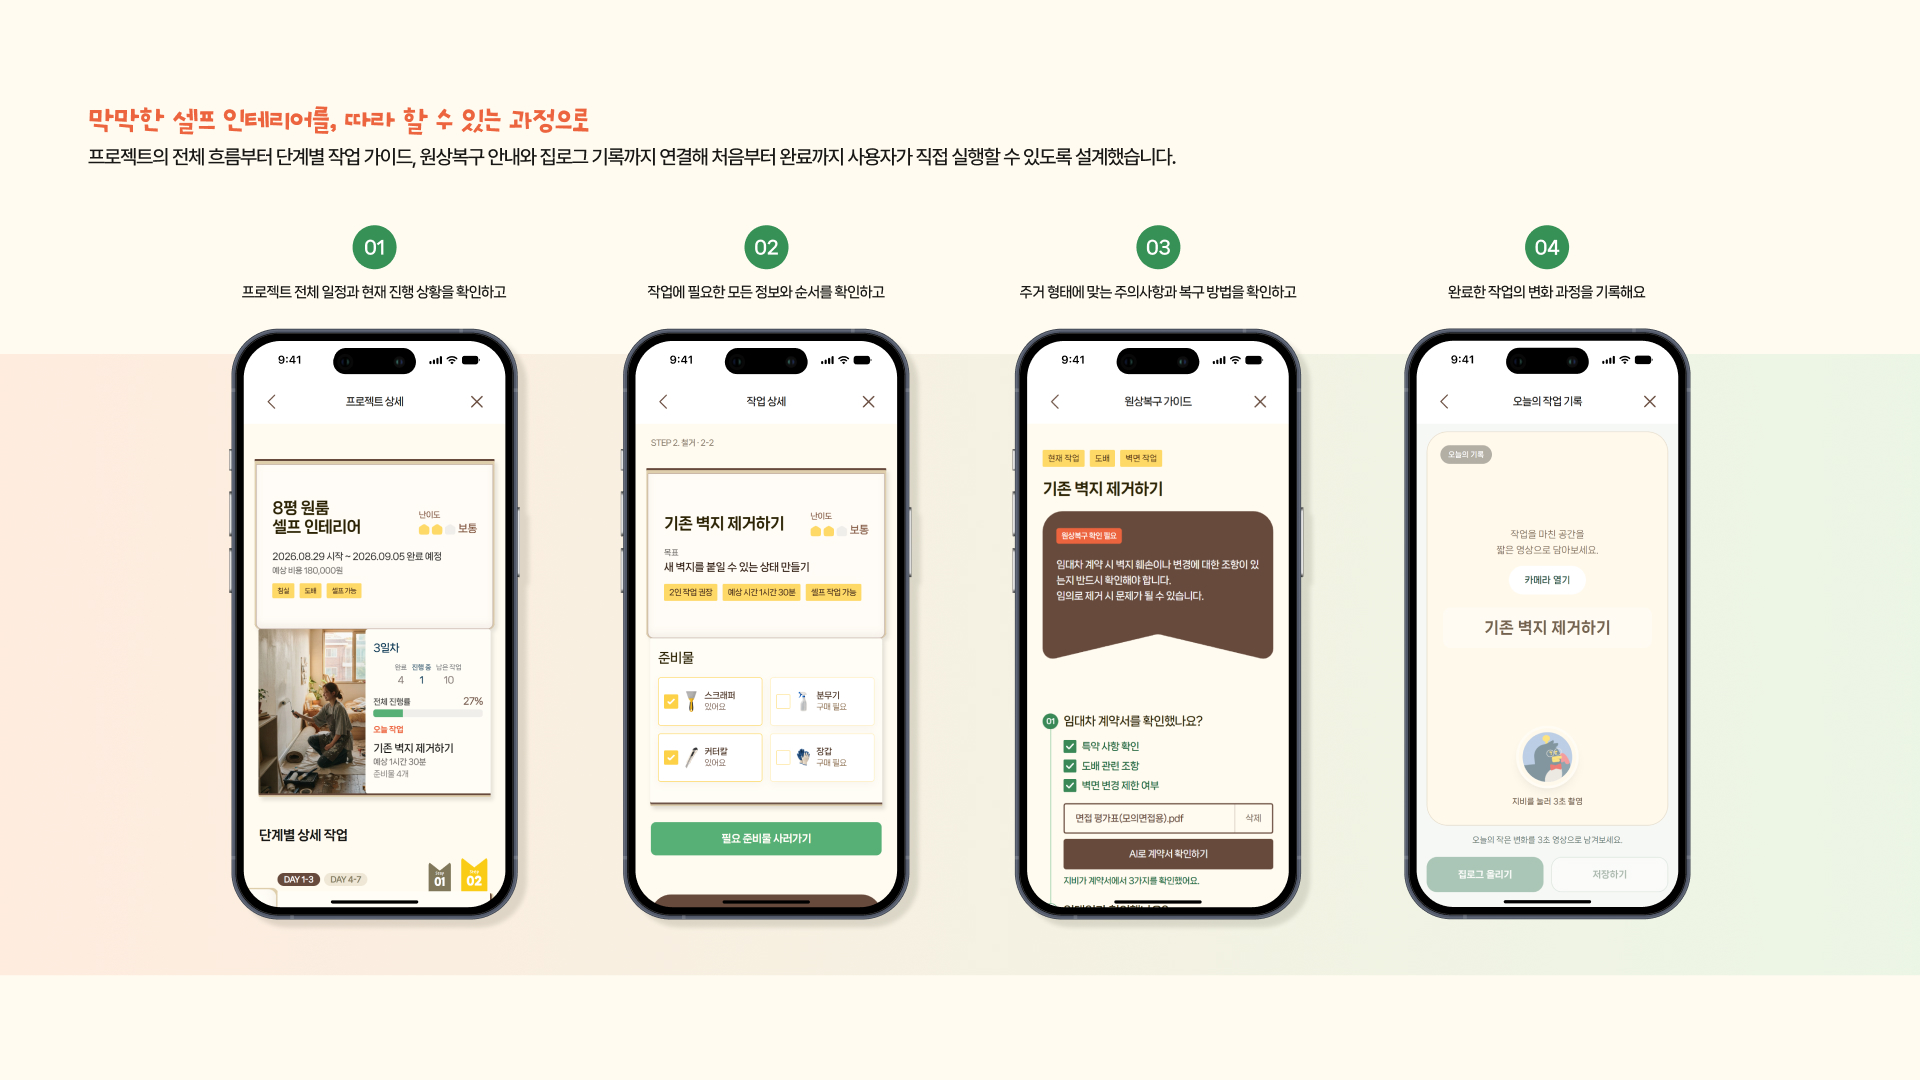 막막한 셀프 인테리어를, 따라 할 수 있는 과정으로
프로젝트의 전체 흐름부터 단계별 작업 가이드, 원상복구 안내와 집로그 기록까지 연결해 처음부터 완료까지 사용자가 직접 실행할 수 있도록 설계했습니다.
01
프로젝트 전체 일정과 현재 진행 상황을 확인하고
9:41
프로젝트 상세
8평 원룸
셀프 인테리어
난이도
보통
2026.08.29 시작 ~ 2026.09.05 완료 예정
예상 비용 180,000원
침실 도배 셀프 가능
3일차
완료 진행 중 남은 작업
4 1 10
전체 진행률 27%
오늘 작업
기존 벽지 제거하기
예상 1시간 30분
준비물 4개
단계별 상세 작업
DAY 1-3 DAY 4-7
01
02
02
작업에 필요한 모든 정보와 순서를 확인하고
9:41
작업 상세
STEP 2. 철거 · 2-2
기존 벽지 제거하기
난이도
보통
목표
새 벽지를 붙일 수 있는 상태 만들기
2인 작업 권장 예상 시간 1시간 30분 셀프 작업 가능
준비물
스크래퍼
있어요
분무기
구매 필요
커터칼
있어요
장갑
구매 필요
필요 준비물 사러가기
03
주거 형태에 맞는 주의사항과 복구 방법을 확인하고
9:41
원상복구 가이드
현재 작업 도배 벽면 작업
기존 벽지 제거하기
원상복구 확인 필요
임대차 계약 시 벽지 훼손이나 변경에 대한 조항이 있
는지 반드시 확인해야 합니다.
임의로 제거 시 문제가 될 수 있습니다.
01 임대차 계약서를 확인했나요?
특약 사항 확인
도배 관련 조항
벽면 변경 제한 여부
면접 평가표(모의면접용).pdf 삭제
AI로 계약서 확인하기
지비가 계약서에서 3가지를 확인했어요.
04
완료한 작업의 변화 과정을 기록해요
9:41
오늘의 작업 기록
오늘의 기록
작업을 마친 공간을
짧은 영상으로 담아보세요.
카메라 열기
기존 벽지 제거하기
지비를 눌러 3초 촬영
오늘의 작은 변화를 3초 영상으로 남겨보세요.
집로그 올리기 저장하기